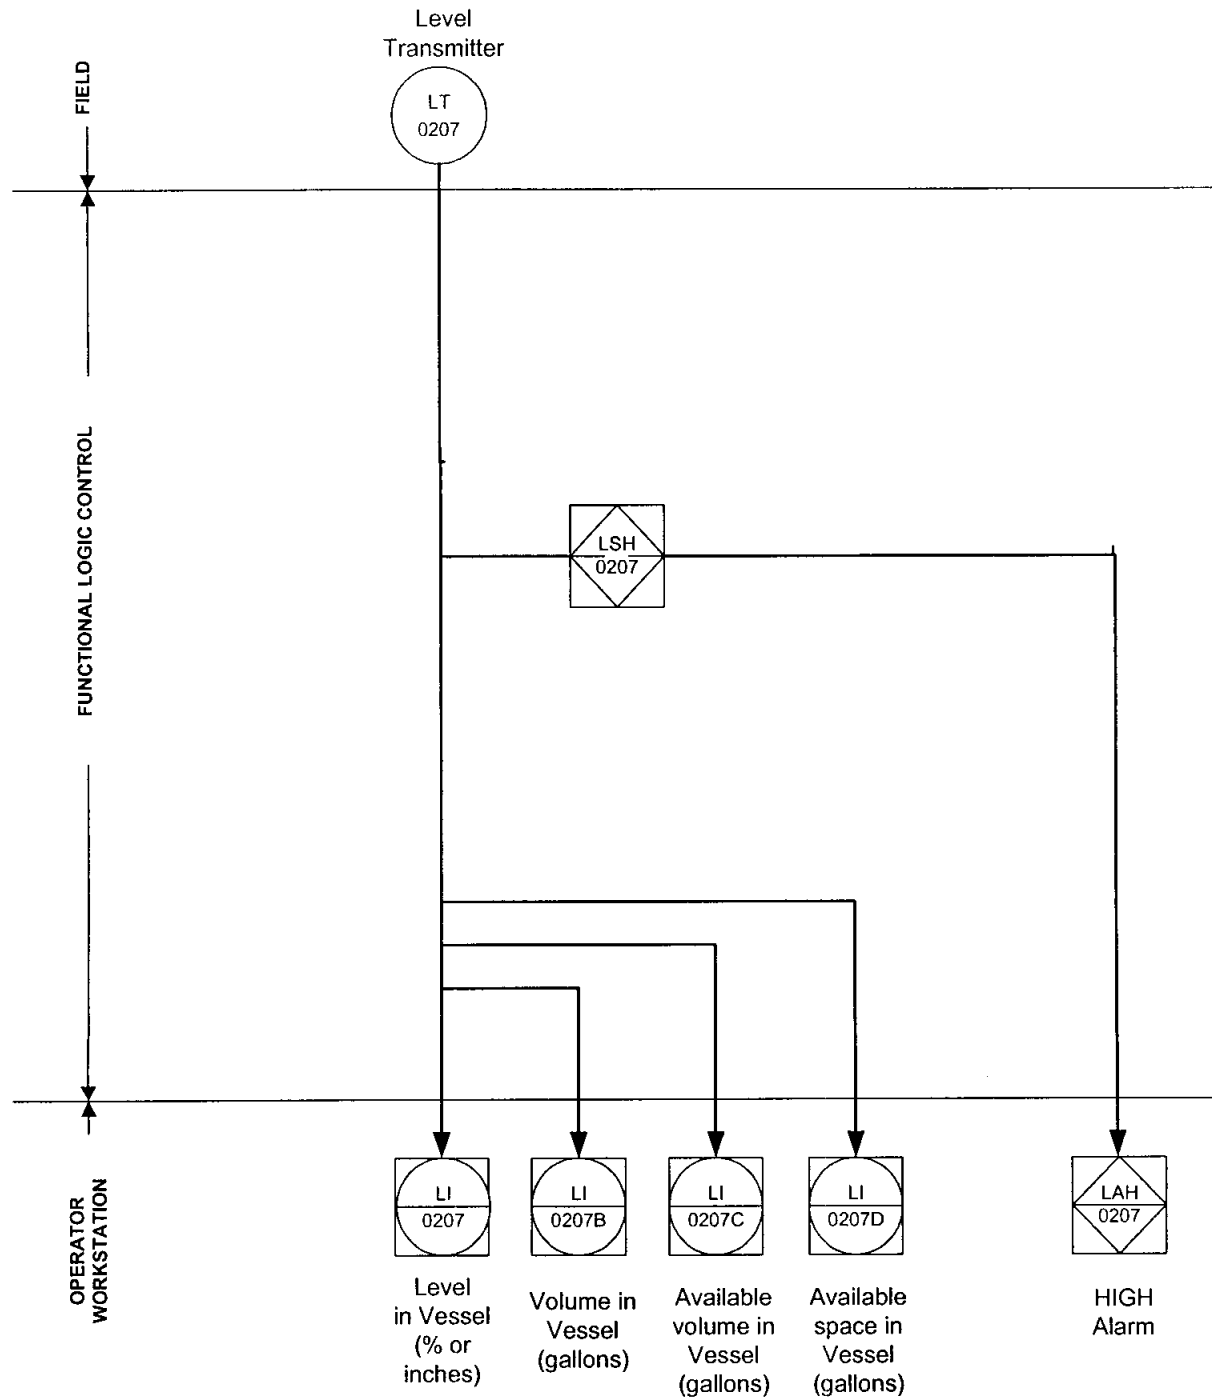 Level
Transmitter
LT
0207
FIELD
FUNCTIONAL LOGIC CONTROL
LSH
0207
OPERATOR
WORKSTATION
LI
0207
LI
0207B
LI
0207C
LI
0207D
LAH
0207
Level
in Vessel
(% or
inches)
Volume in
Vessel
(gallons)
Available
volume in
Vessel
(gallons)
Available
space in
Vessel
(gallons)
HIGH
Alarm